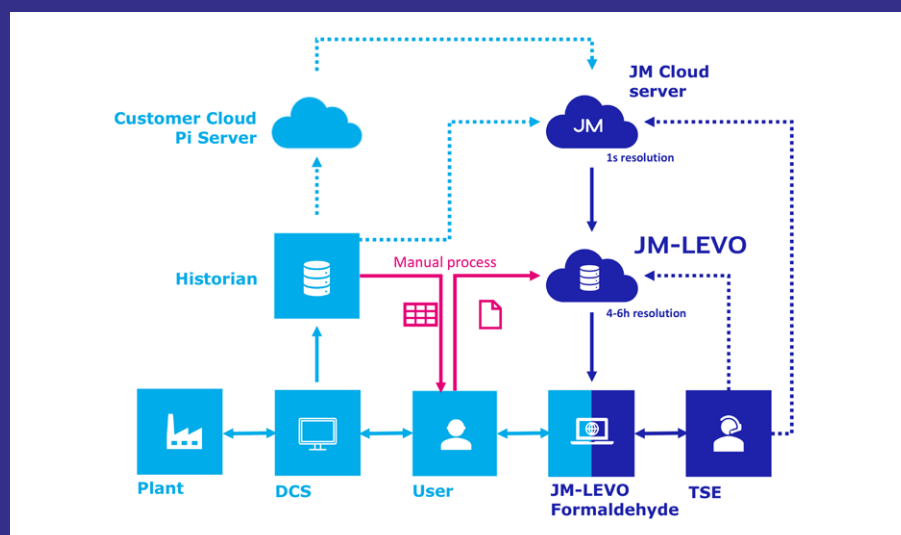 JM Cloud
server
Customer Cloud
Pi Server
JM
1s resolution
JM-LEVO
Manual process
Historian
4-6h resolution
Plant
DCS
User
JM-LEVO
Formaldehyde
TSE